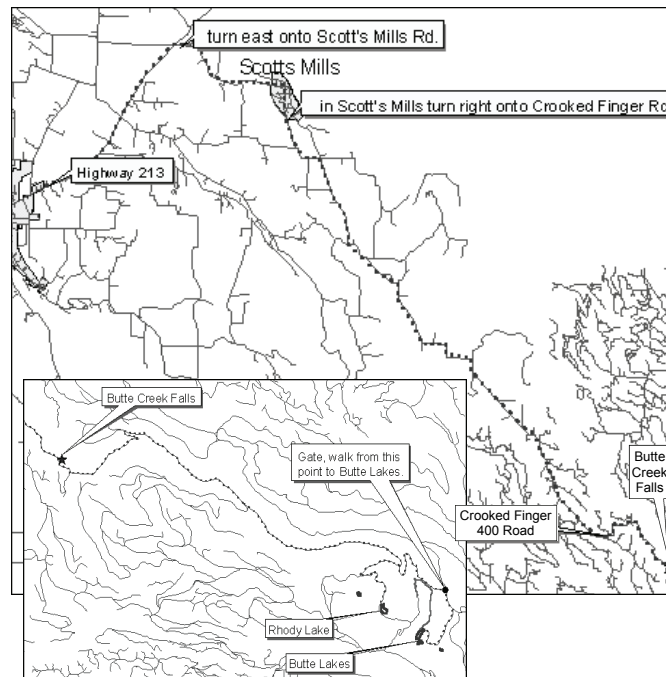 turn east onto Scott's Mills Rd.
Scotts Mills
in Scott's Mills turn right onto Crooked Finger Rd
Highway 213
Butte Creek Falls
Gate, walk from this
point to Butte Lakes.
Butte
Creek
Falls
Crooked Finger
400 Road
Rhody Lake
Butte Lakes